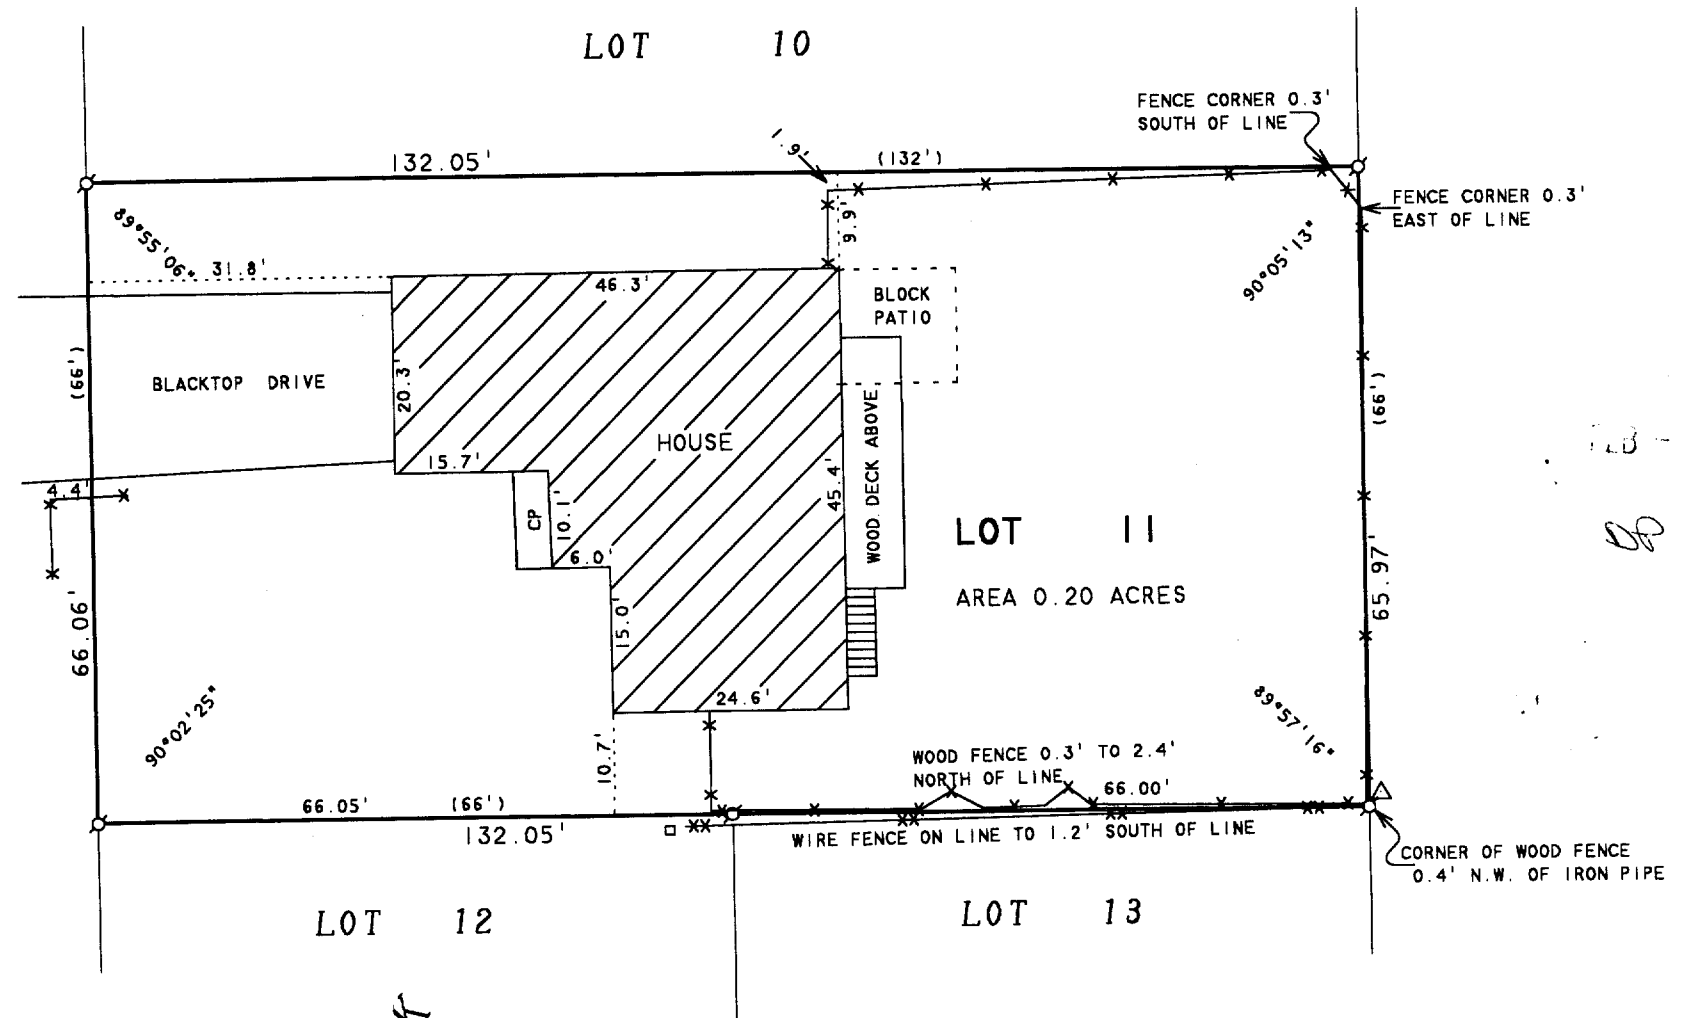 LOT 10
FENCE CORNER 0.3'
SOUTH OF LINE
132.05'
1.9'
(132')
FENCE CORNER 0.3'
EAST OF LINE
89°55'06"
31.8'
9.9'
90°05'13"
46.3'
BLOCK
PATIO
(66')
BLACKTOP DRIVE
20.3'
(66')
HOUSE
WOOD DECK ABOVE
15.7'
45.4'
4.4'
CP
10.1'
LOT 11
6.0'
65.97'
AREA 0.20 ACRES
66.06'
15.0'
24.6'
90°02'25"
89°57'16"
10.7'
WOOD FENCE 0.3' TO 2.4'
NORTH OF LINE
66.00'
66.05'
(66')
132.05'
WIRE FENCE ON LINE TO 1.2' SOUTH OF LINE
CORNER OF WOOD FENCE
0.4' N.W. OF IRON PIPE
LOT 12
LOT 13